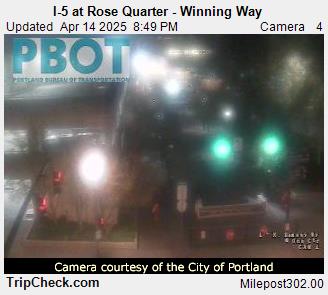 I-5 at Rose Quarter - Winning Way
Updated Apr 14 2025 8:49 PM Camera 4
PBOT
PORTLAND BUREAU OF TRANSPORTATION
Camera courtesy of the City of Portland
TripCheck.com Milepost302.00